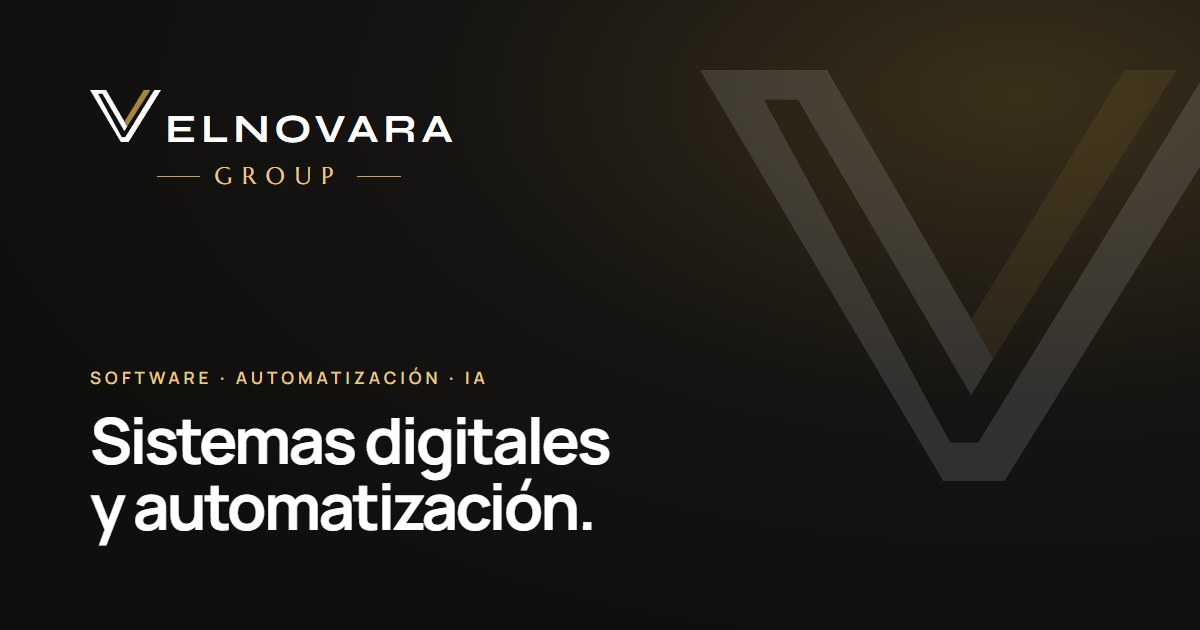 VELNOVARA
GROUP
SOFTWARE · AUTOMATIZACIÓN · IA
Sistemas digitales
y automatización.